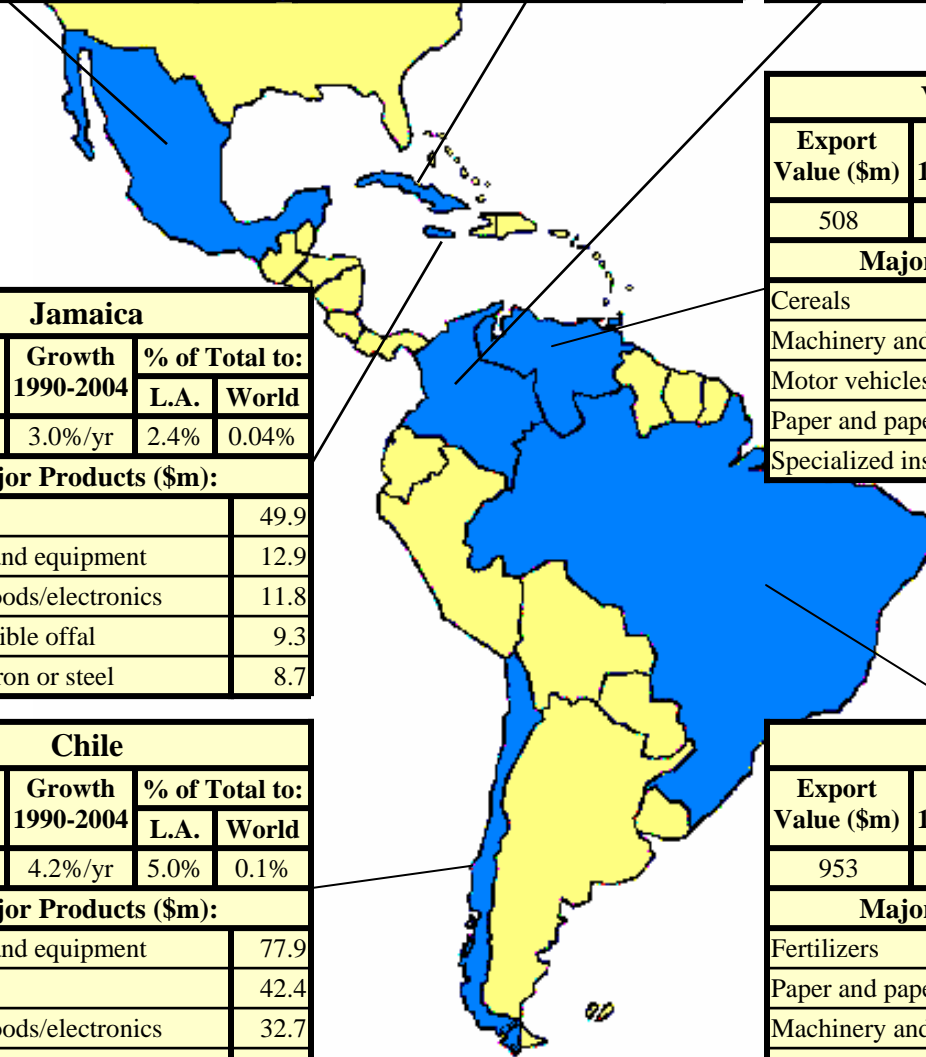 Export
Value ($m)
508
Major
Cereals
Machinery and
Motor vehicles
Paper and pape
Specialized ins
Jamaica
Growth
1990-2004
% of Total to:
L.A. World
3.0%/yr 2.4% 0.04%
jor Products ($m):
49.9
nd equipment 12.9
oods/electronics 11.8
ible offal 9.3
ron or steel 8.7
Chile
Growth
1990-2004
% of Total to:
L.A. World
4.2%/yr 5.0% 0.1%
jor Products ($m):
nd equipment 77.9
42.4
oods/electronics 32.7
Export
Value ($m)
953
Major
Fertilizers
Paper and pape
Machinery and